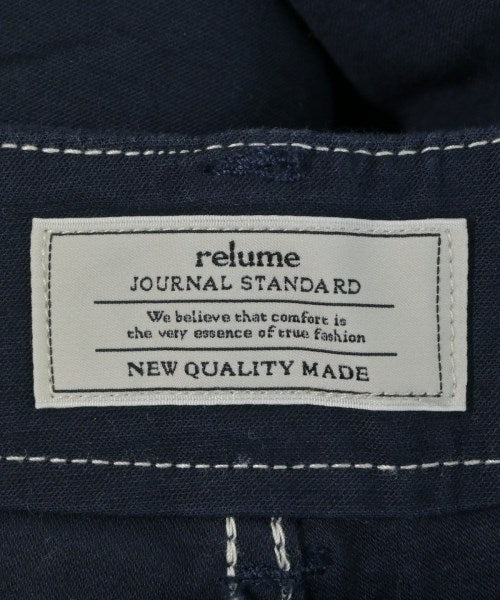 relume
JOURNAL STANDARD
We believe that comfort is
the very essence of true fashion
NEW QUALITY MADE